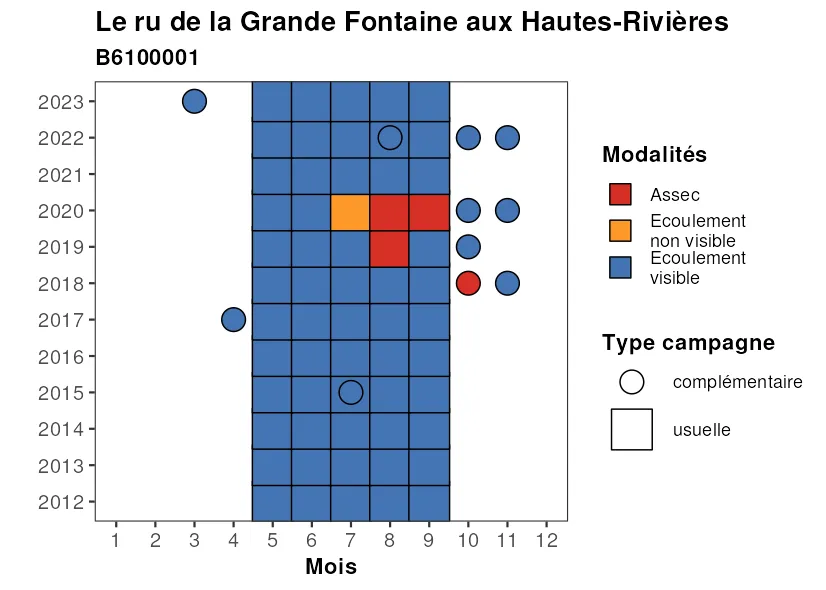 Le ru de la Grande Fontaine aux Hautes-Rivières
B6100001
2023
2022
2021
2020
2019
2018
2017
2016
2015
2014
2013
2012
1 2 3 4 5 6 7 8 9 10 11 12
Mois
Modalités
Assec
Ecoulement
non visible
Ecoulement
visible
Type campagne
complémentaire
usuelle